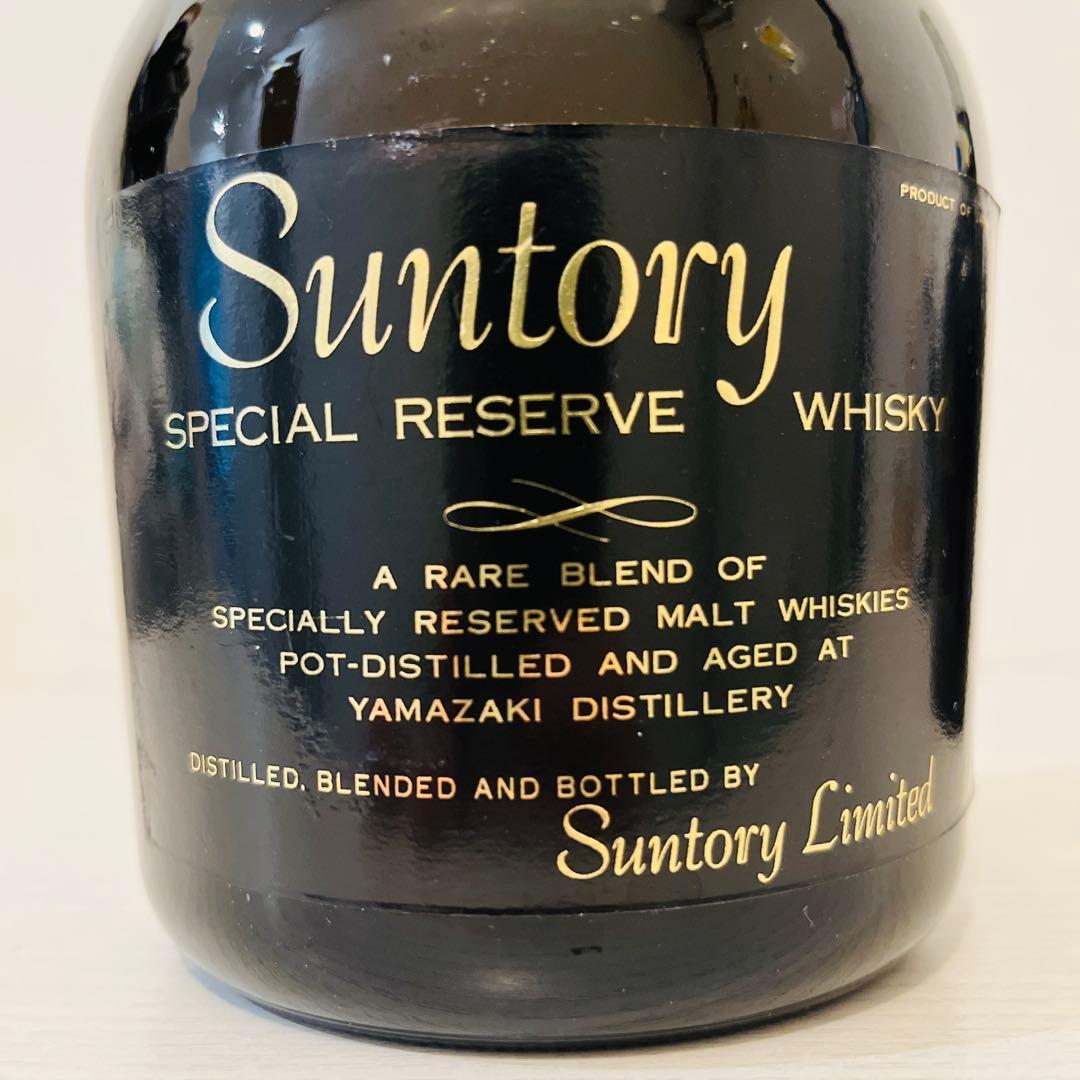 PRODUCT OF
Suntory
SPECIAL RESERVE WHISKY
A RARE BLEND OF
SPECIALLY RESERVED MALT WHISKIES
POT-DISTILLED AND AGED AT
YAMAZAKI DISTILLERY
DISTILLED, BLENDED AND BOTTLED BY
Suntory Limited